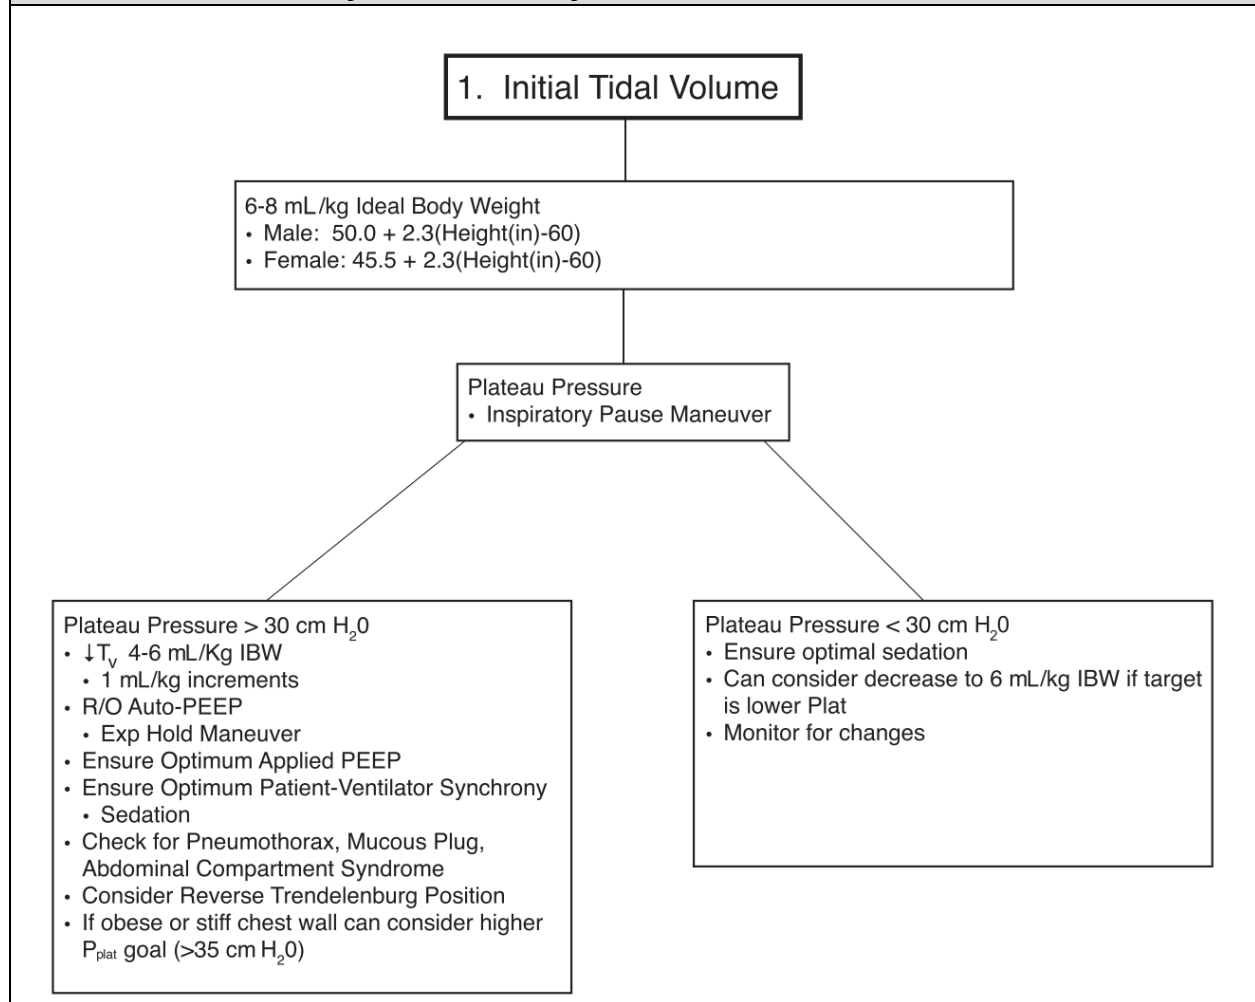 1. Initial Tidal Volume
6-8 mL/kg Ideal Body Weight
• Male: 50.0 + 2.3(Height(in)-60)
• Female: 45.5 + 2.3(Height(in)-60)
Plateau Pressure
• Inspiratory Pause Maneuver
Plateau Pressure > 30 cm H₂0
• ↓Tᵥ 4-6 mL/Kg IBW
• 1 mL/kg increments
• R/O Auto-PEEP
• Exp Hold Maneuver
• Ensure Optimum Applied PEEP
• Ensure Optimum Patient-Ventilator Synchrony
• Sedation
• Check for Pneumothorax, Mucous Plug,
Abdominal Compartment Syndrome
• Consider Reverse Trendelenburg Position
• If obese or stiff chest wall can consider higher
Pplat goal (>35 cm H₂0)
Plateau Pressure < 30 cm H₂0
• Ensure optimal sedation
• Can consider decrease to 6 mL/kg IBW if target
is lower Plat
• Monitor for changes